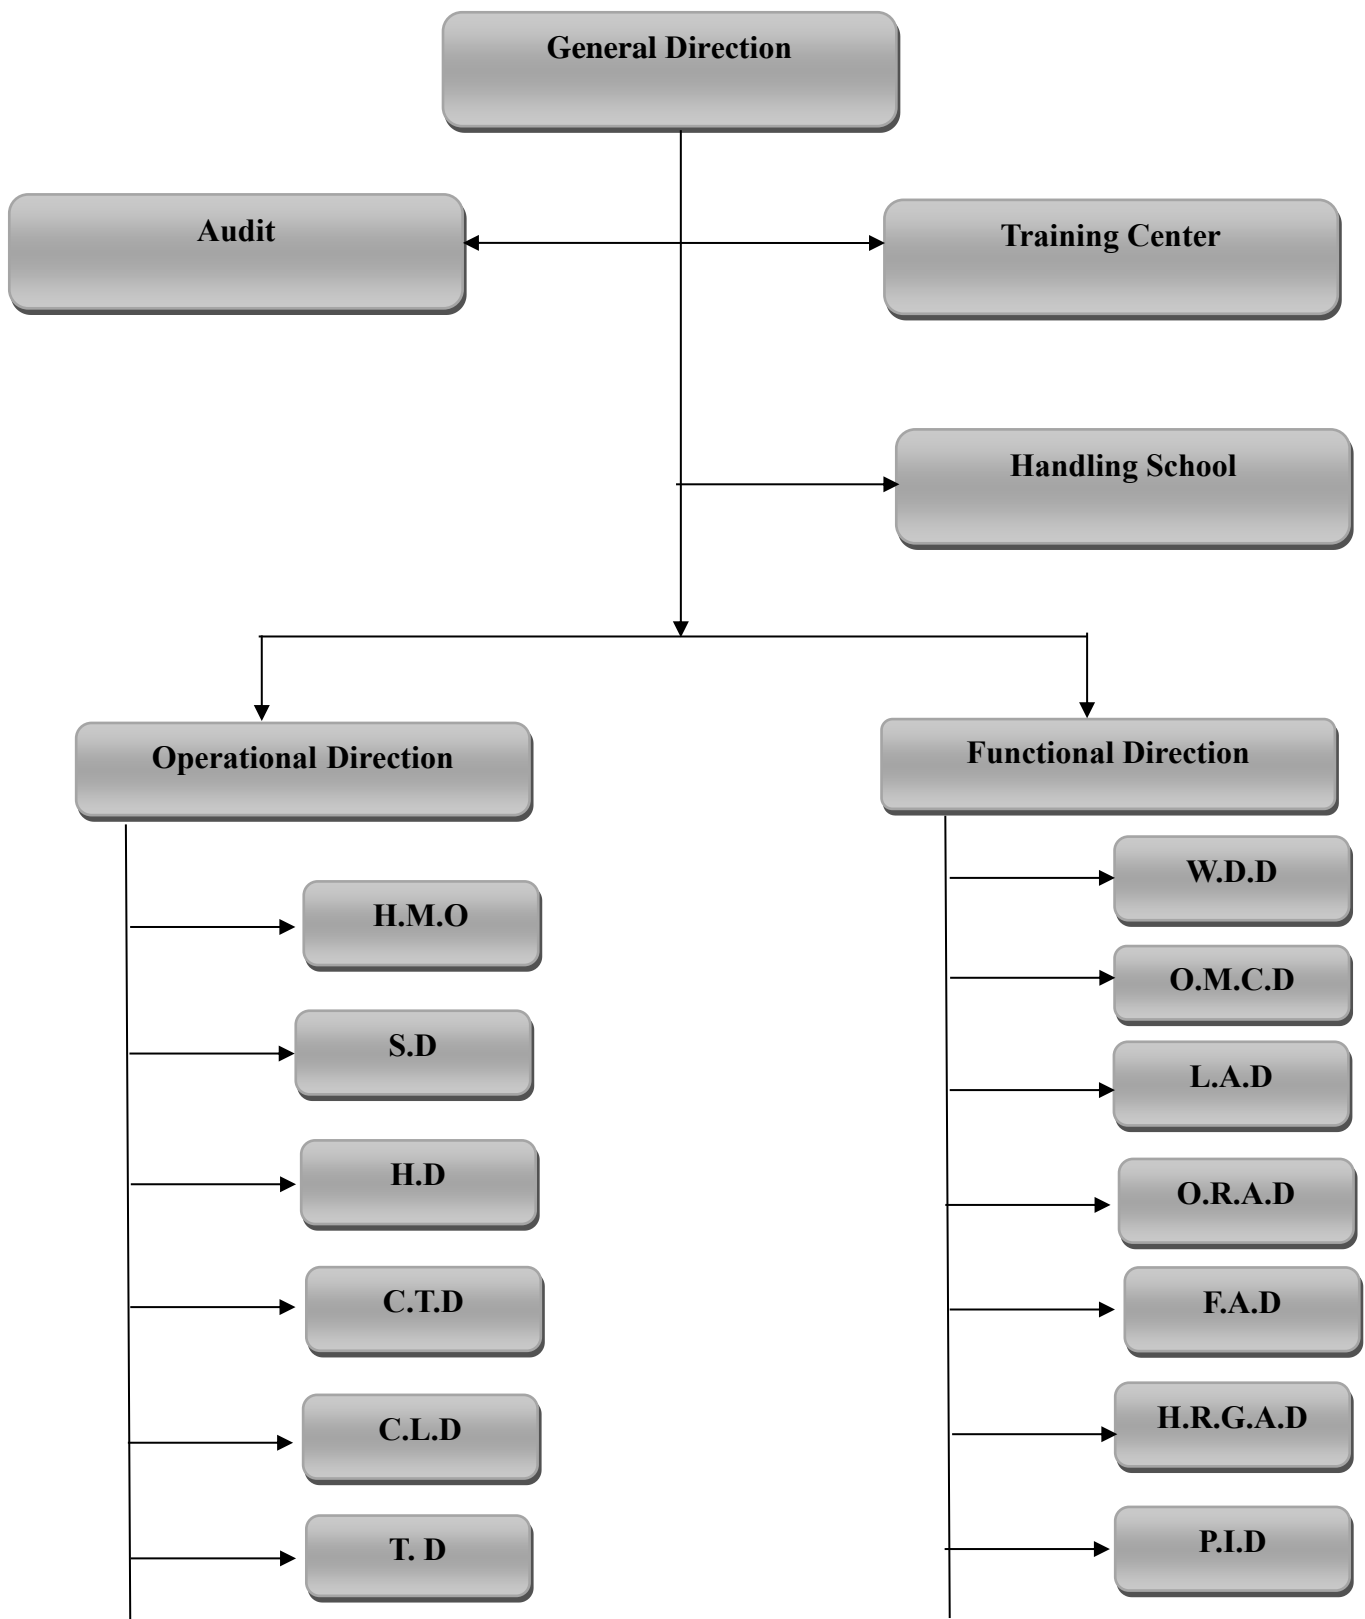 General Direction
Audit
Training Center
Handling School
Operational Direction
Functional Direction
H.M.O
S.D
H.D
C.T.D
C.L.D
T. D
W.D.D
O.M.C.D
L.A.D
O.R.A.D
F.A.D
H.R.G.A.D
P.I.D